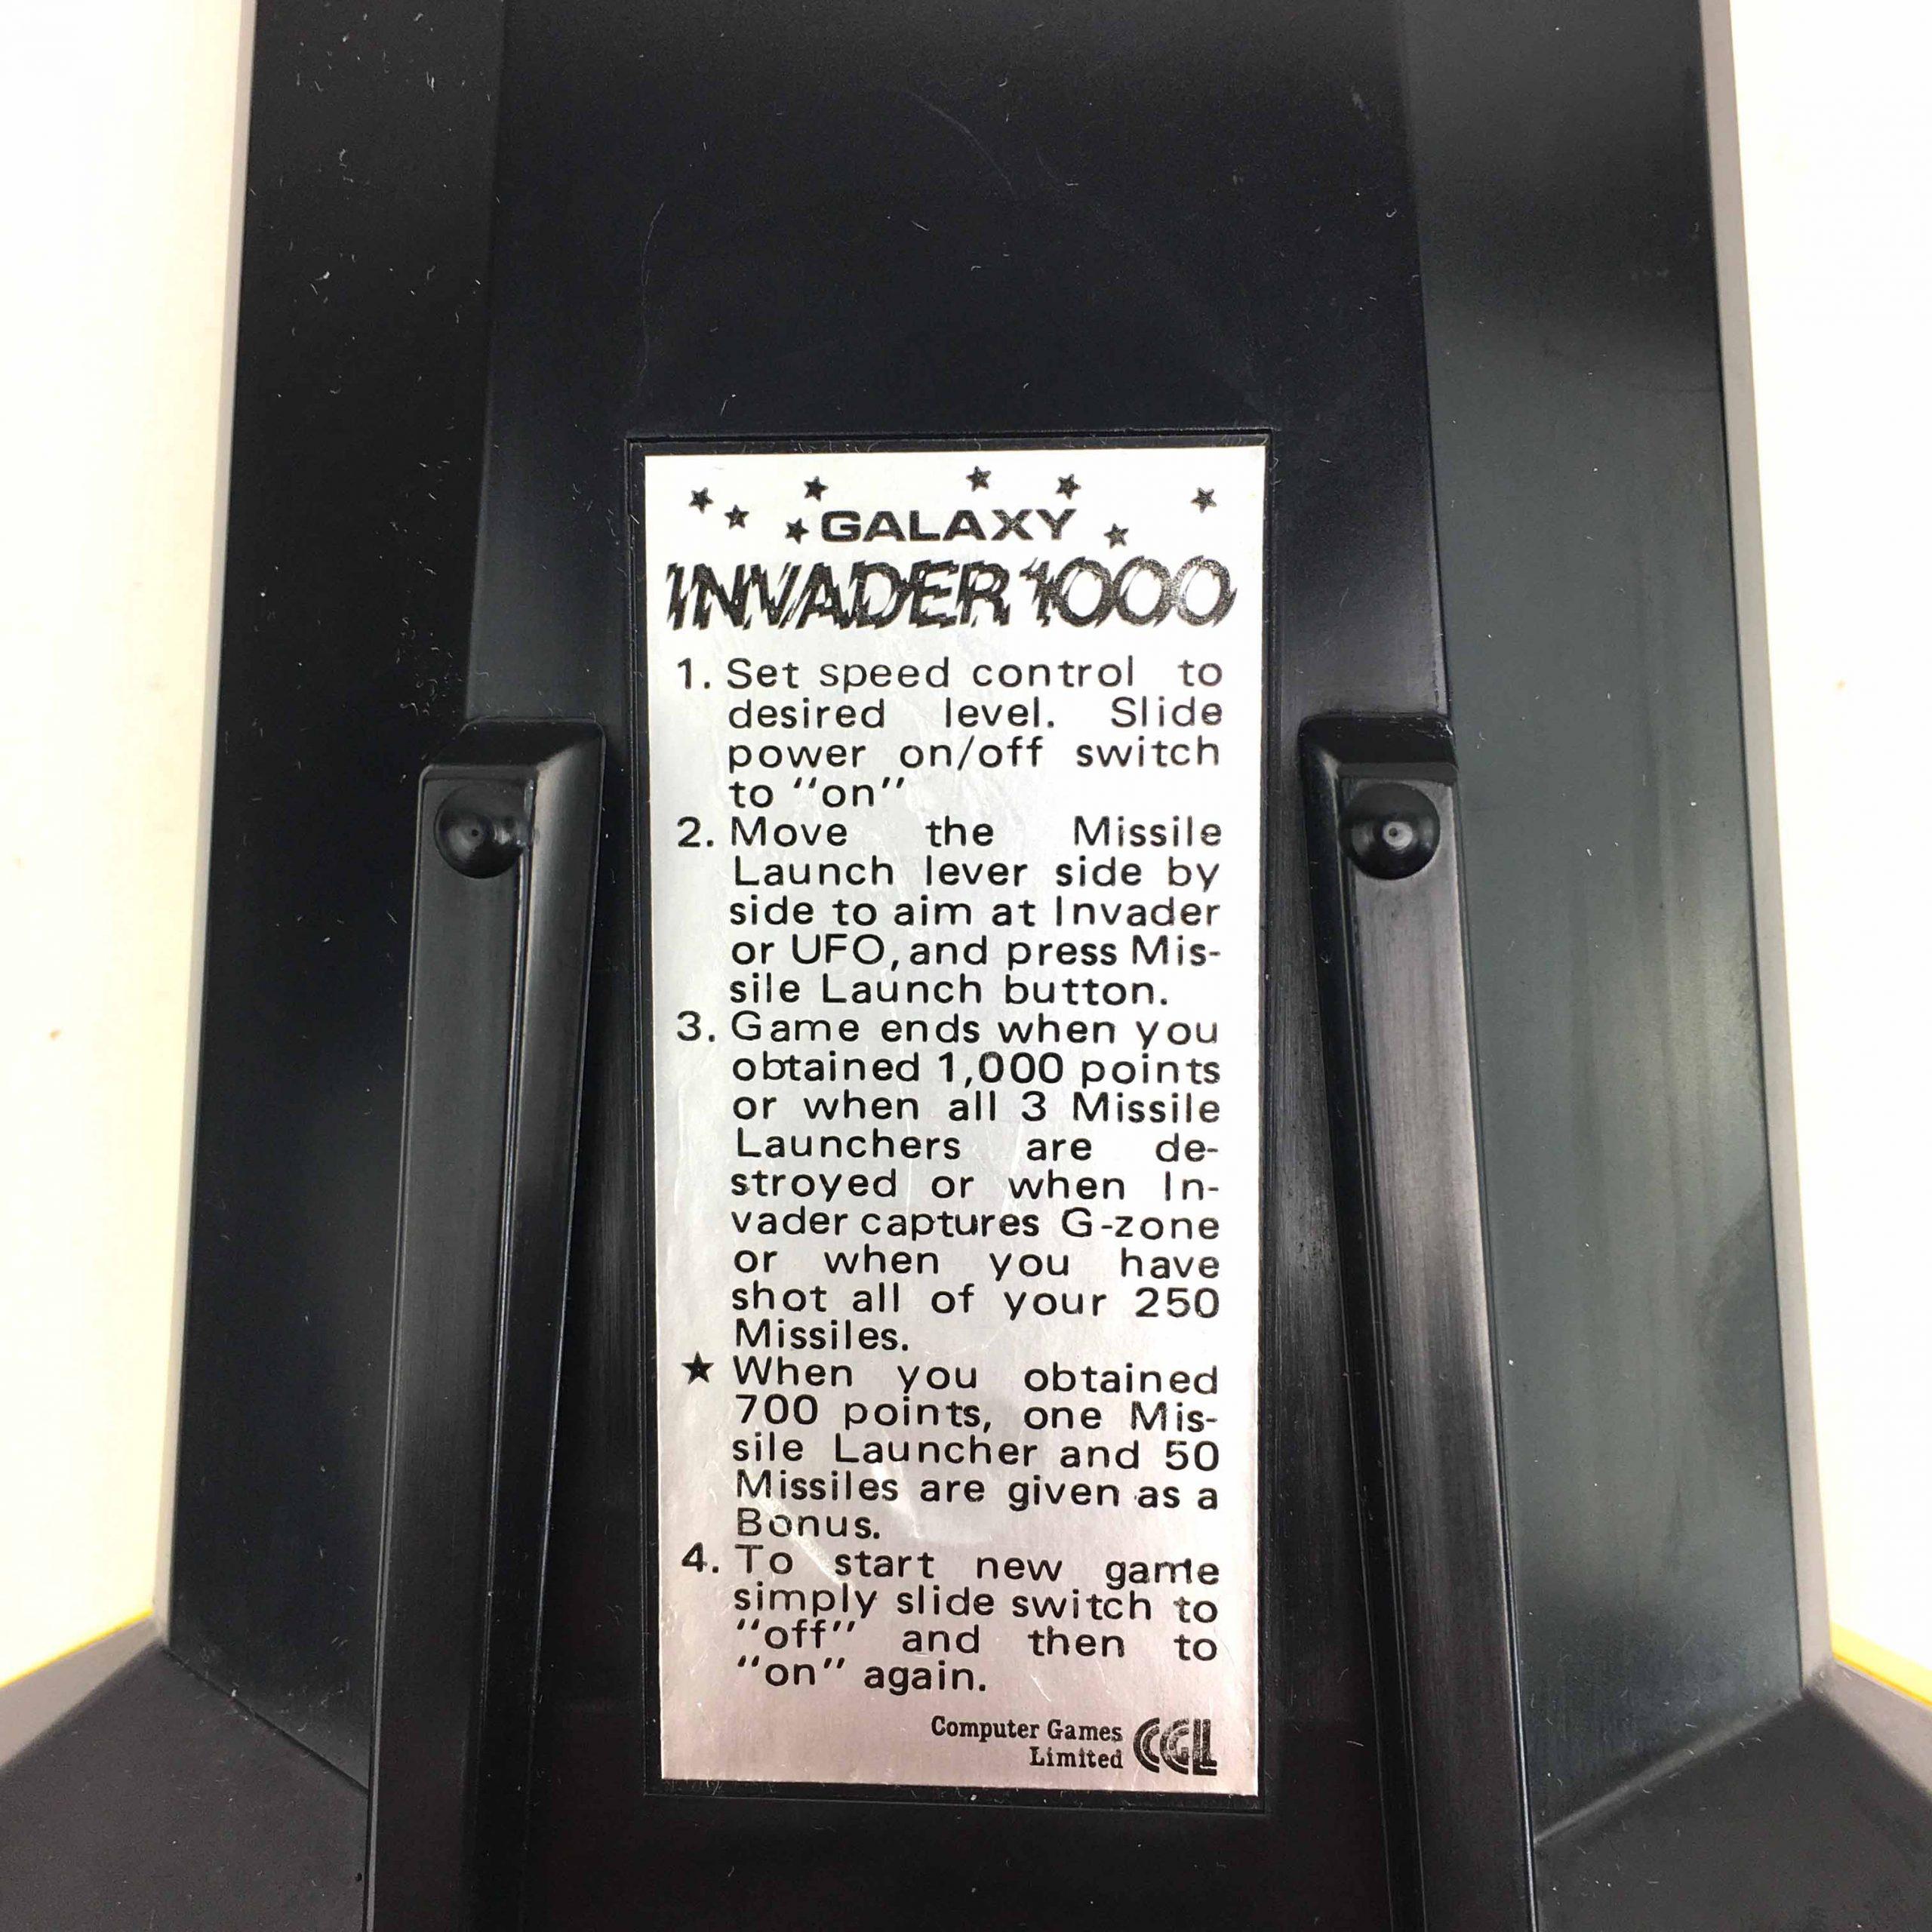 GALAXY
INVADER 1000
1. Set speed control to
desired level. Slide
power on/off switch
to "on"
2. Move the Missile
Launch lever side by
side to aim at Invader
or UFO, and press Mis-
sile Launch button.
3. Game ends when you
obtained 1,000 points
or when all 3 Missile
Launchers are de-
stroyed or when In-
vader captures G-zone
or when you have
shot all of your 250
Missiles.
★ When you obtained
700 points, one Mis-
sile Launcher and 50
Missiles are given as a
Bonus.
4. To start new game
simply slide switch to
"off" and then to
"on" again.
Computer Games
Limited CGL